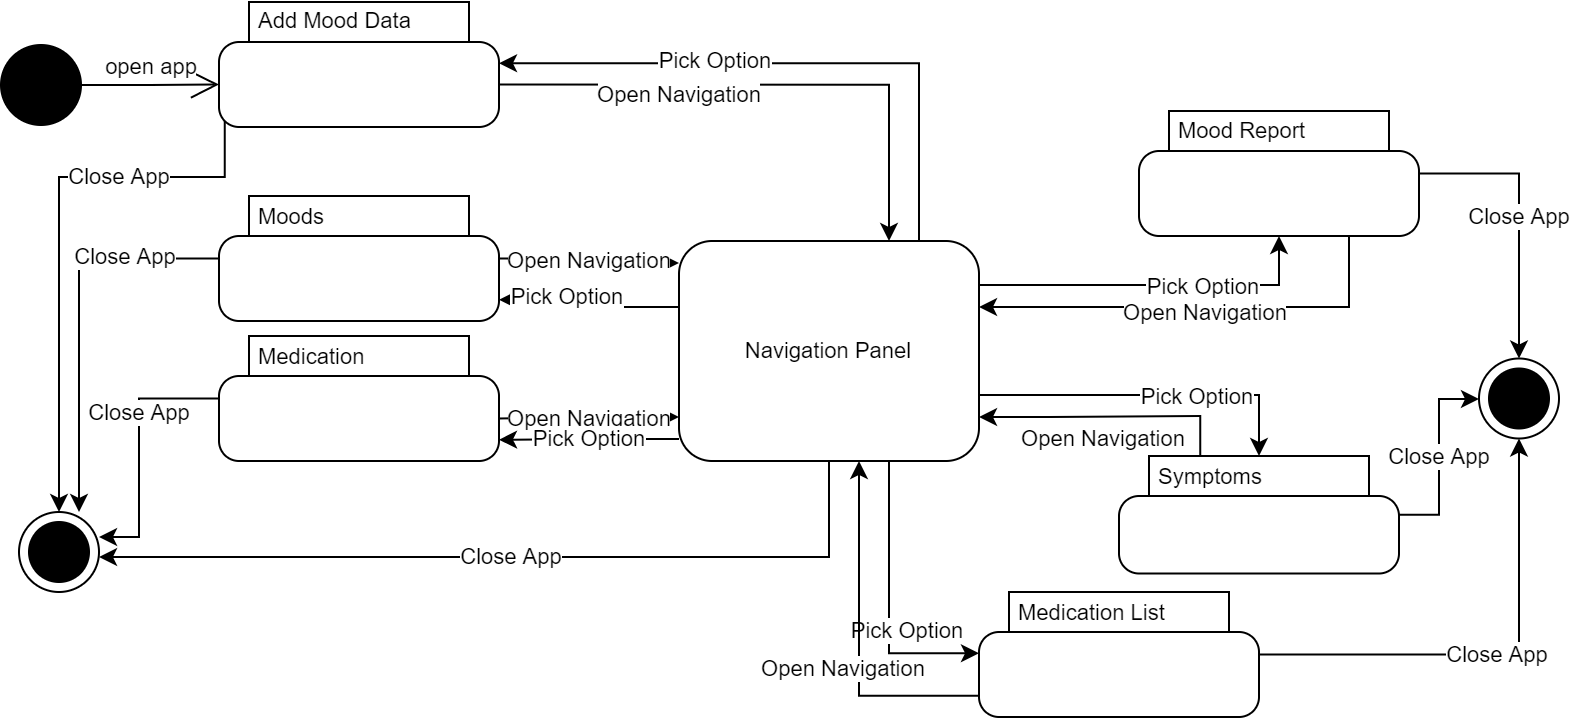 Add Mood Data
open app
Pick Option
Open Navigation
Mood Report
Close App
Moods
Close App
Close App
Open Navigation
Pick Option
Pick Option
Open Navigation
Navigation Panel
Medication
Close App
Pick Option
Open Navigation
Pick Option
Open Navigation
Symptoms
Close App
Close App
Medication List
Pick Option
Open Navigation
Close App